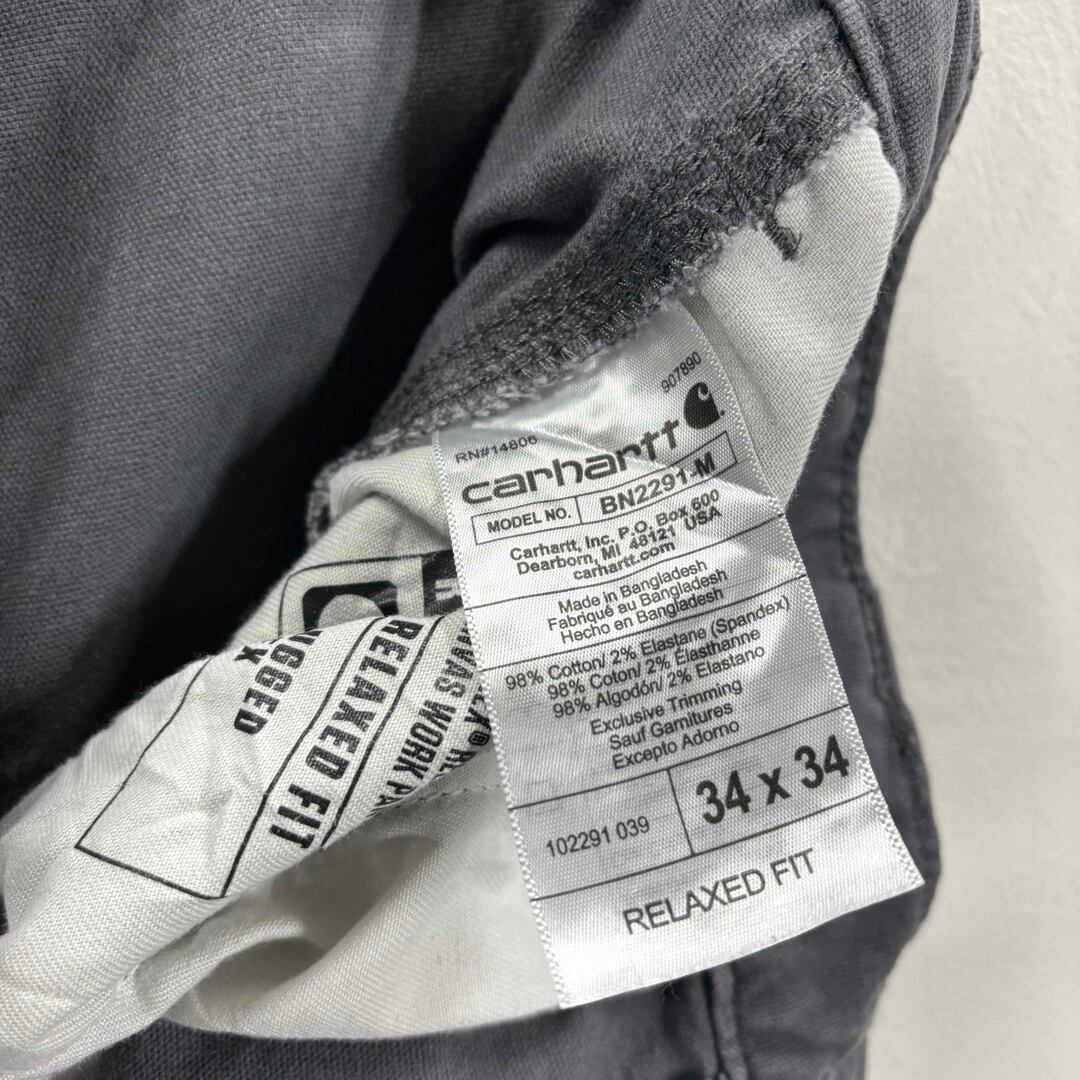 907890
RN#14806
carhartt
MODEL NO. BN2291-M
Carhartt, Inc. P.O. Box 600
Dearborn, MI 48121 USA
carhartt.com
Made in Bangladesh
Fabriqué au Bangladesh
Hecho en Bangladesh
98% Cotton/ 2% Elastane (Spandex)
98% Coton/ 2% Élasthanne
98% Algodón/ 2% Elastano
Exclusive Trimming
Sauf Garnitures
Excepto Adorno
102291 039
34 x 34
RELAXED FIT
RELAXED FIT
WORK